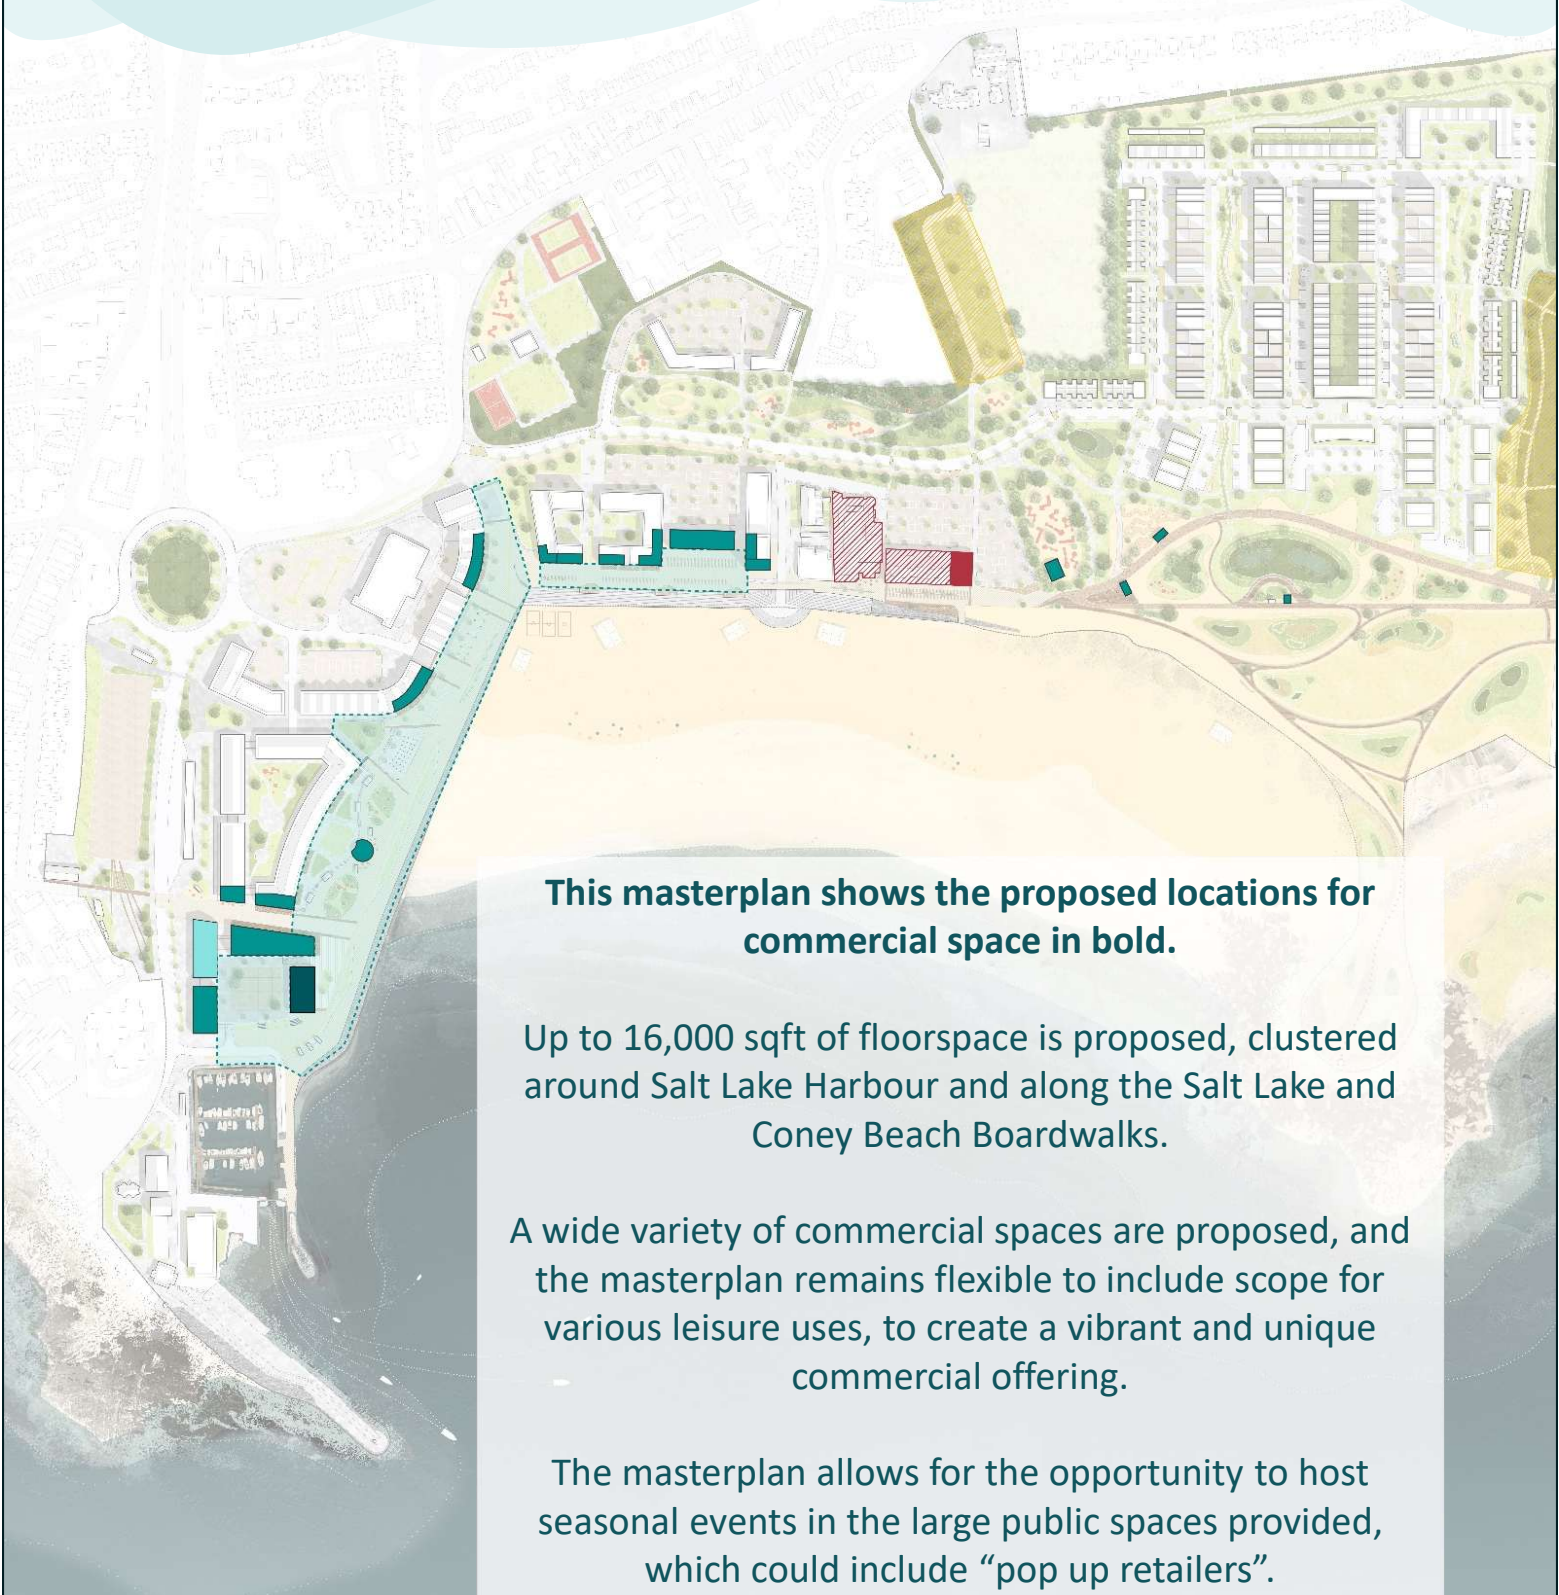 This masterplan shows the proposed locations for
commercial space in bold.
Up to 16,000 sqft of floorspace is proposed, clustered
around Salt Lake Harbour and along the Salt Lake and
Coney Beach Boardwalks.
A wide variety of commercial spaces are proposed, and
the masterplan remains flexible to include scope for
various leisure uses, to create a vibrant and unique
commercial offering.
The masterplan allows for the opportunity to host
seasonal events in the large public spaces provided,
which could include “pop up retailers”.